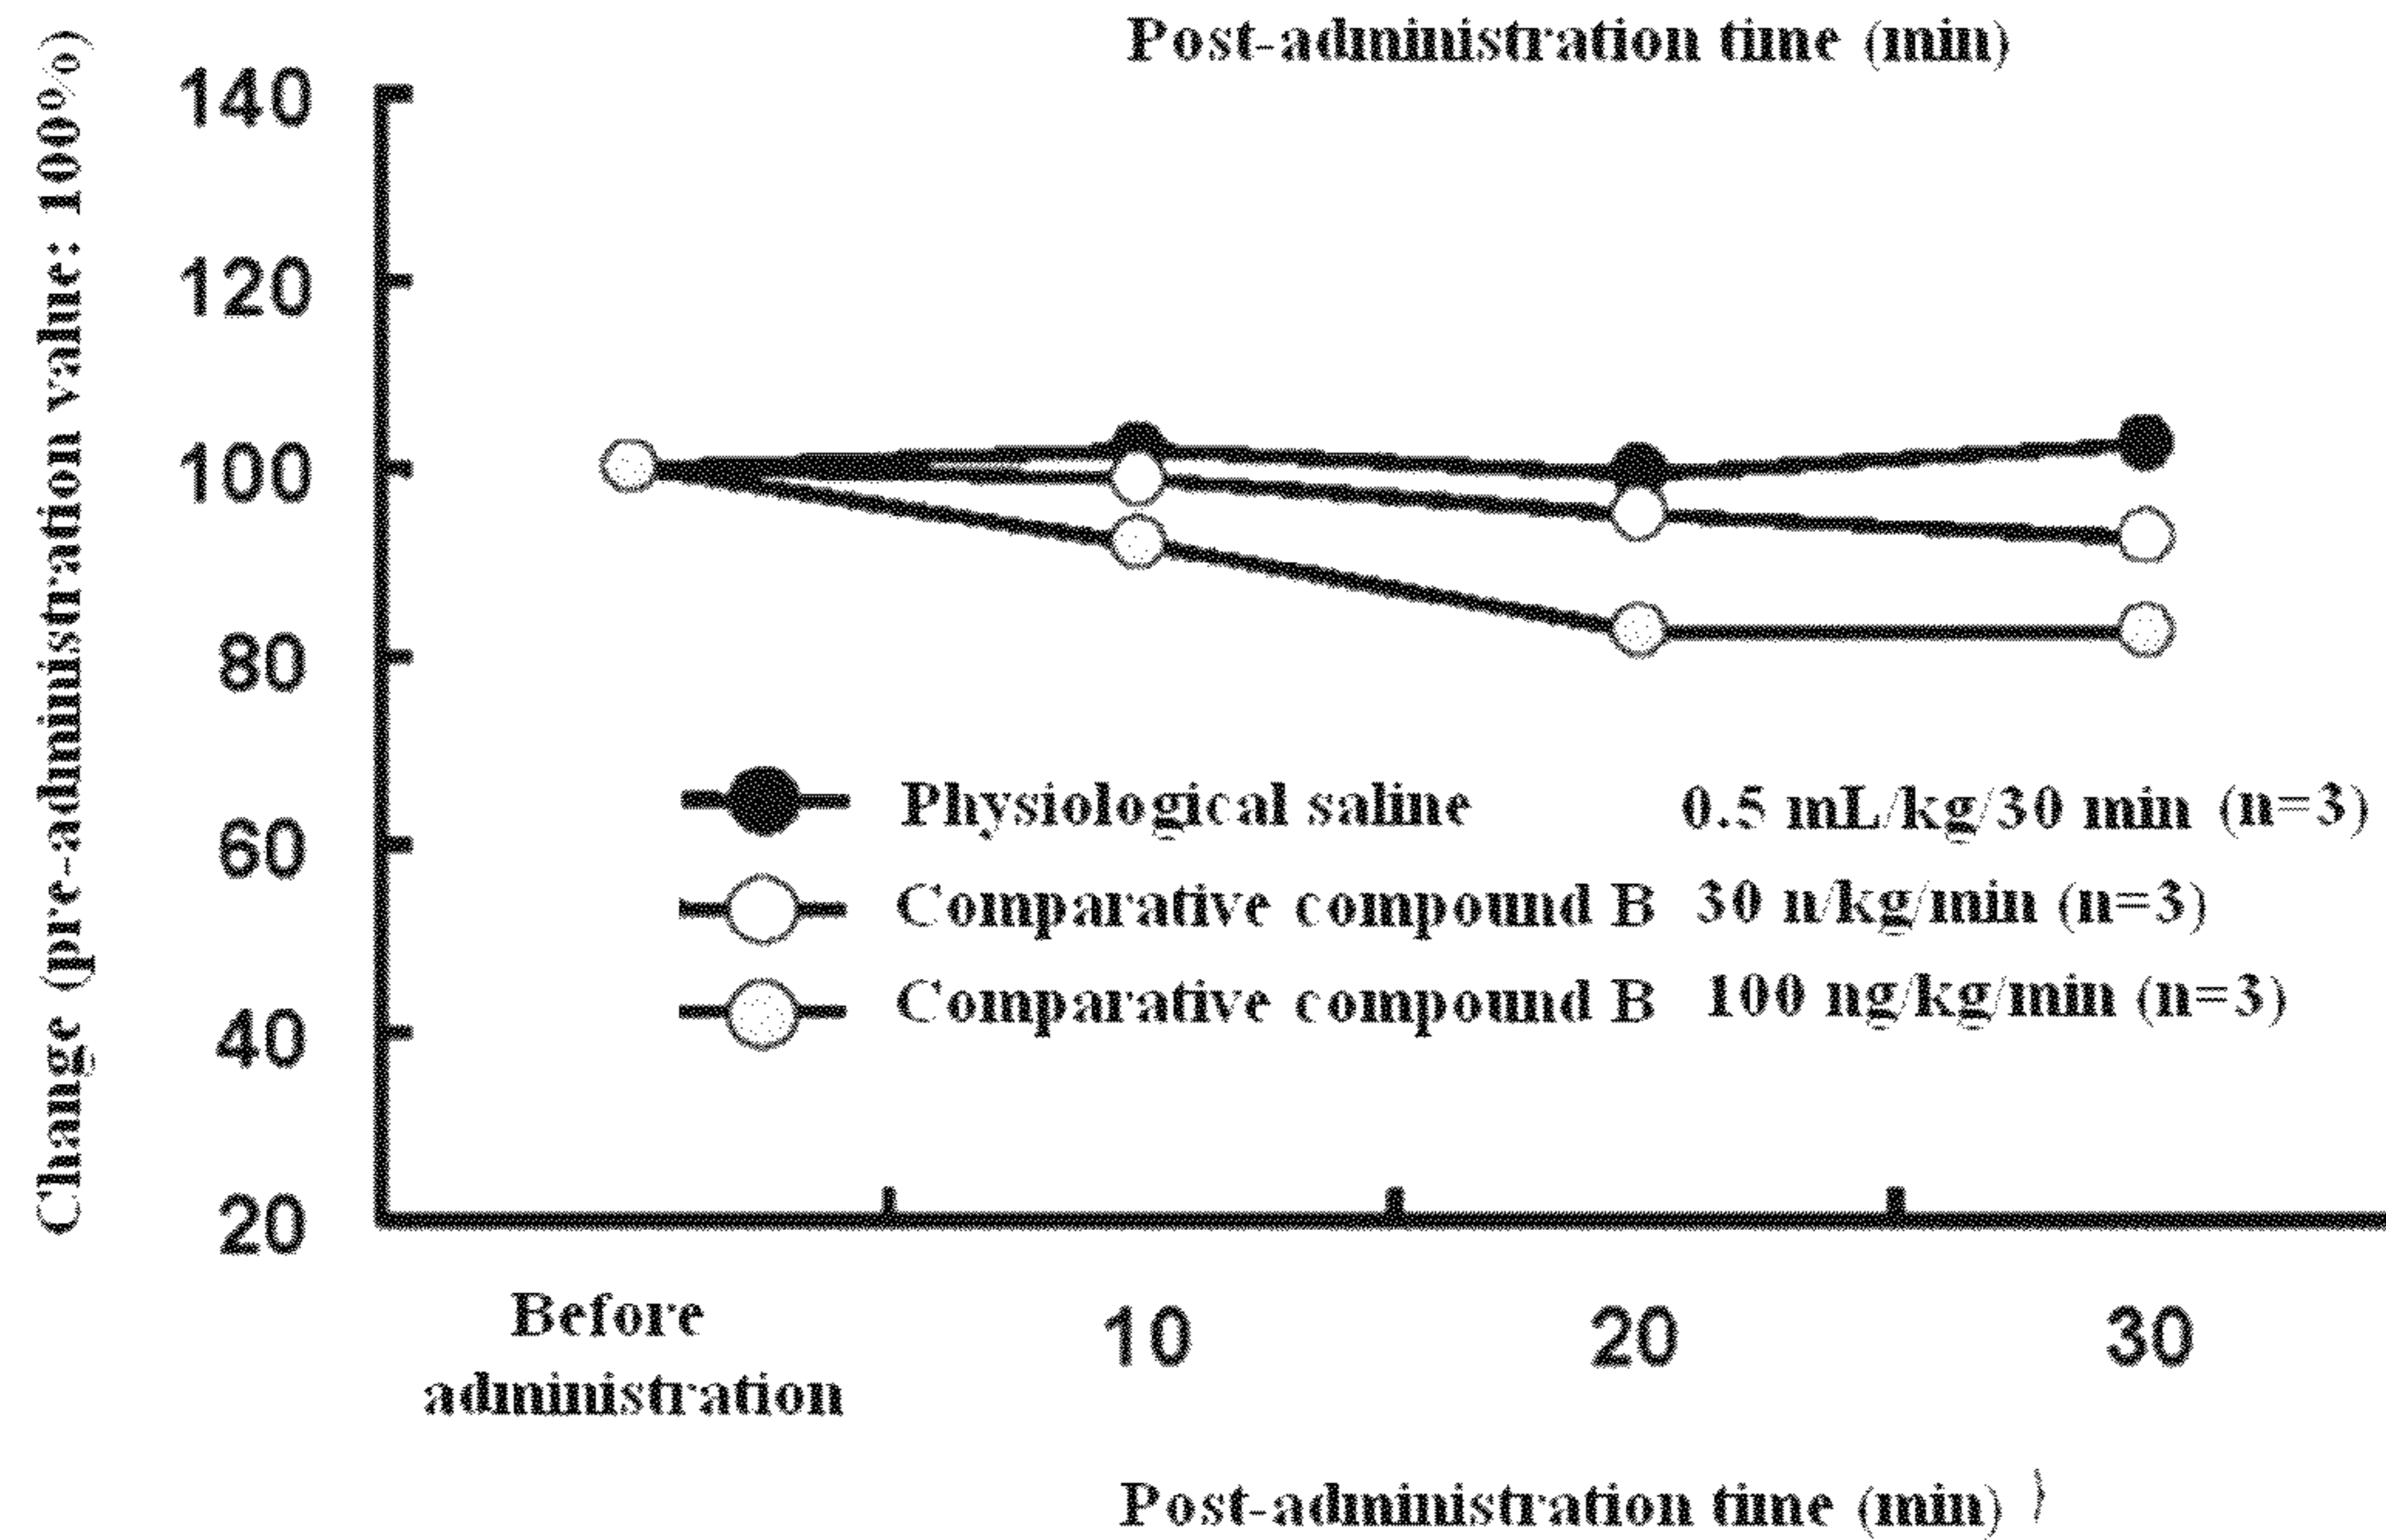 Post-administration time (min)
Change (pre-administration value: 100%)
140
120
100
80
60
40
20
Physiological saline 0.5 mL/kg/30 min (n=3)
Comparative compound B 30 n/kg/min (n=3)
Comparative compound B 100 ng/kg/min (n=3)
Before
administration
10 20 30
Post-administration time (min) )